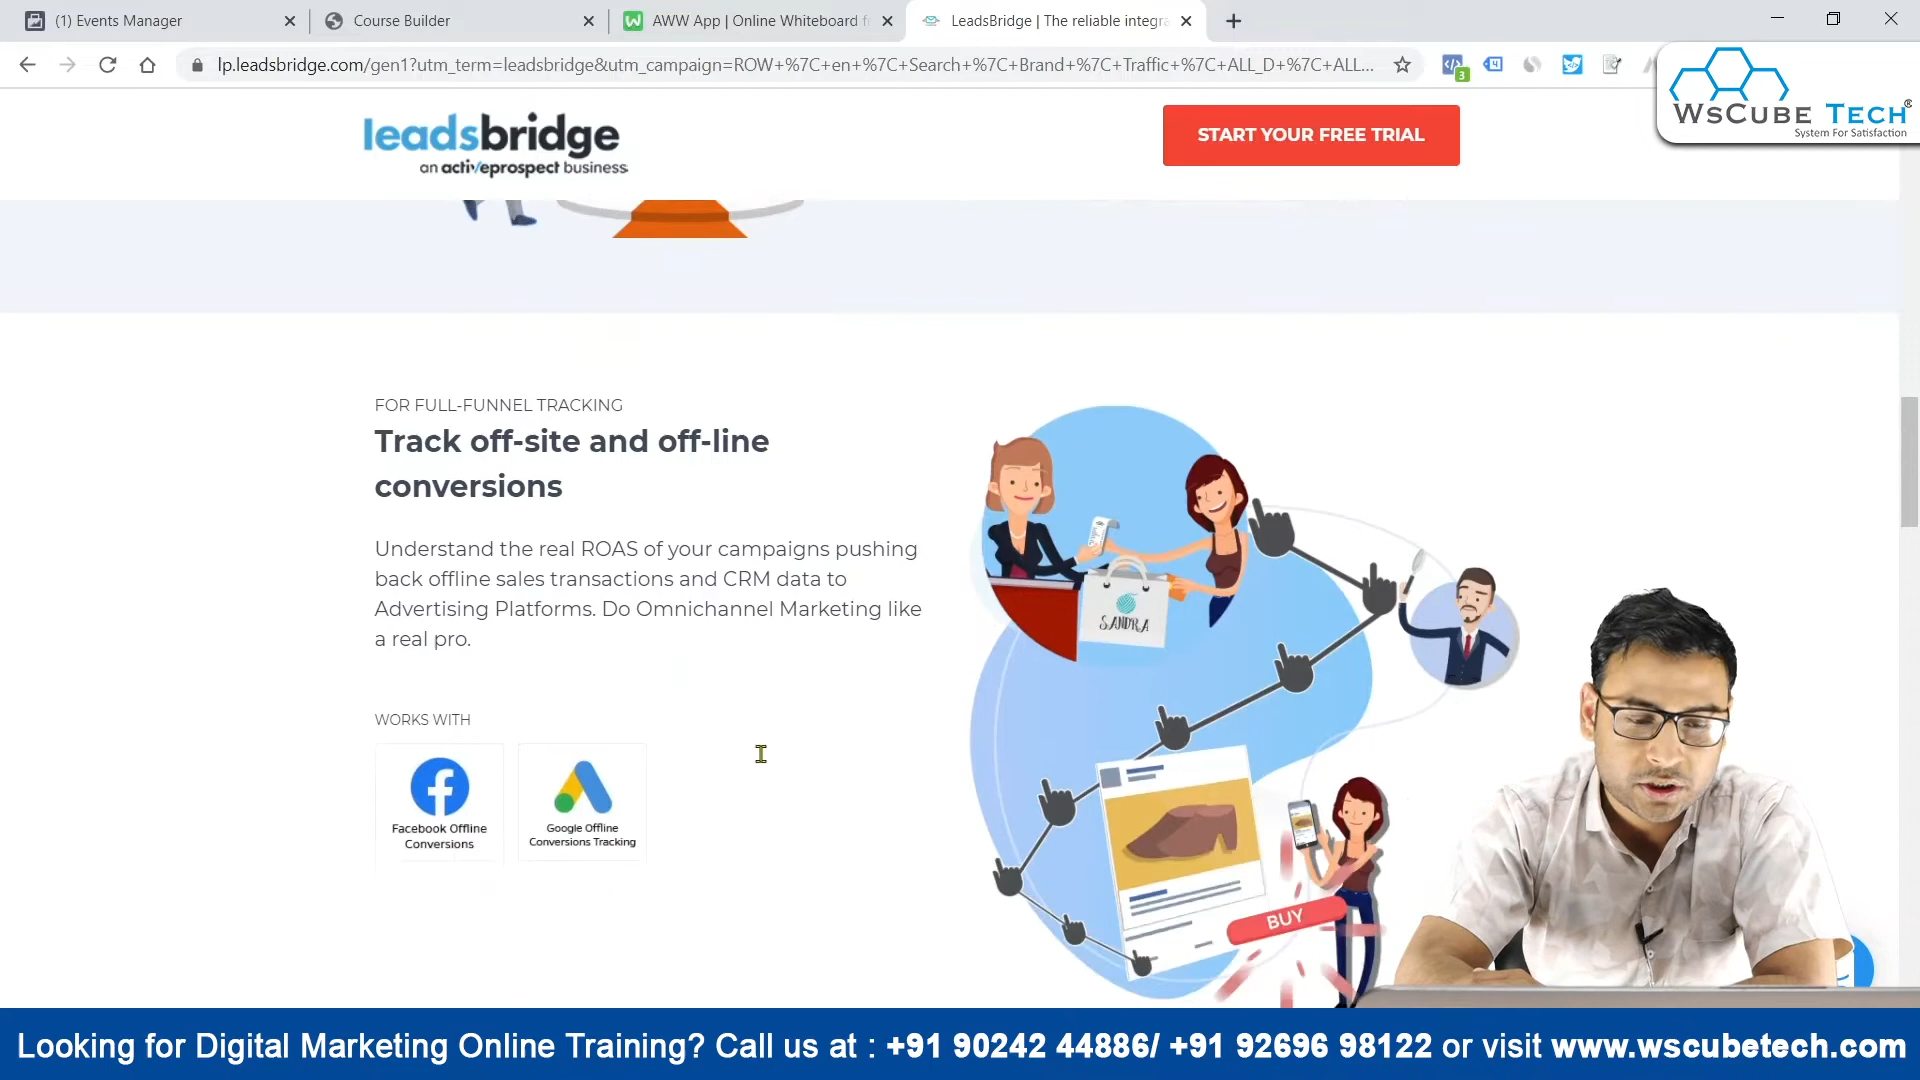 (1) Events Manager
Course Builder
AWW App | Online Whiteboard f
LeadsBridge | The reliable integra
lp.leadsbridge.com/gen1?utm_term=leadsbridge&utm_campaign=ROW+%7C+en+%7C+Search+%7C+Brand+%7C+Traffic+%7C+ALL_D+%7C+ALL...
3
WsCube Tech®
System For Satisfaction
leadsbridge
an activeprospect business
START YOUR FREE TRIAL
FOR FULL-FUNNEL TRACKING
Track off-site and off-line
conversions
Understand the real ROAS of your campaigns pushing
back offline sales transactions and CRM data to
Advertising Platforms. Do Omnichannel Marketing like
a real pro.
WORKS WITH
Facebook Offline
Conversions
Google Offline
Conversions Tracking
SANDRA
BUY
Looking for Digital Marketing Online Training? Call us at : +91 90242 44886/ +91 92696 98122 or visit www.wscubetech.com